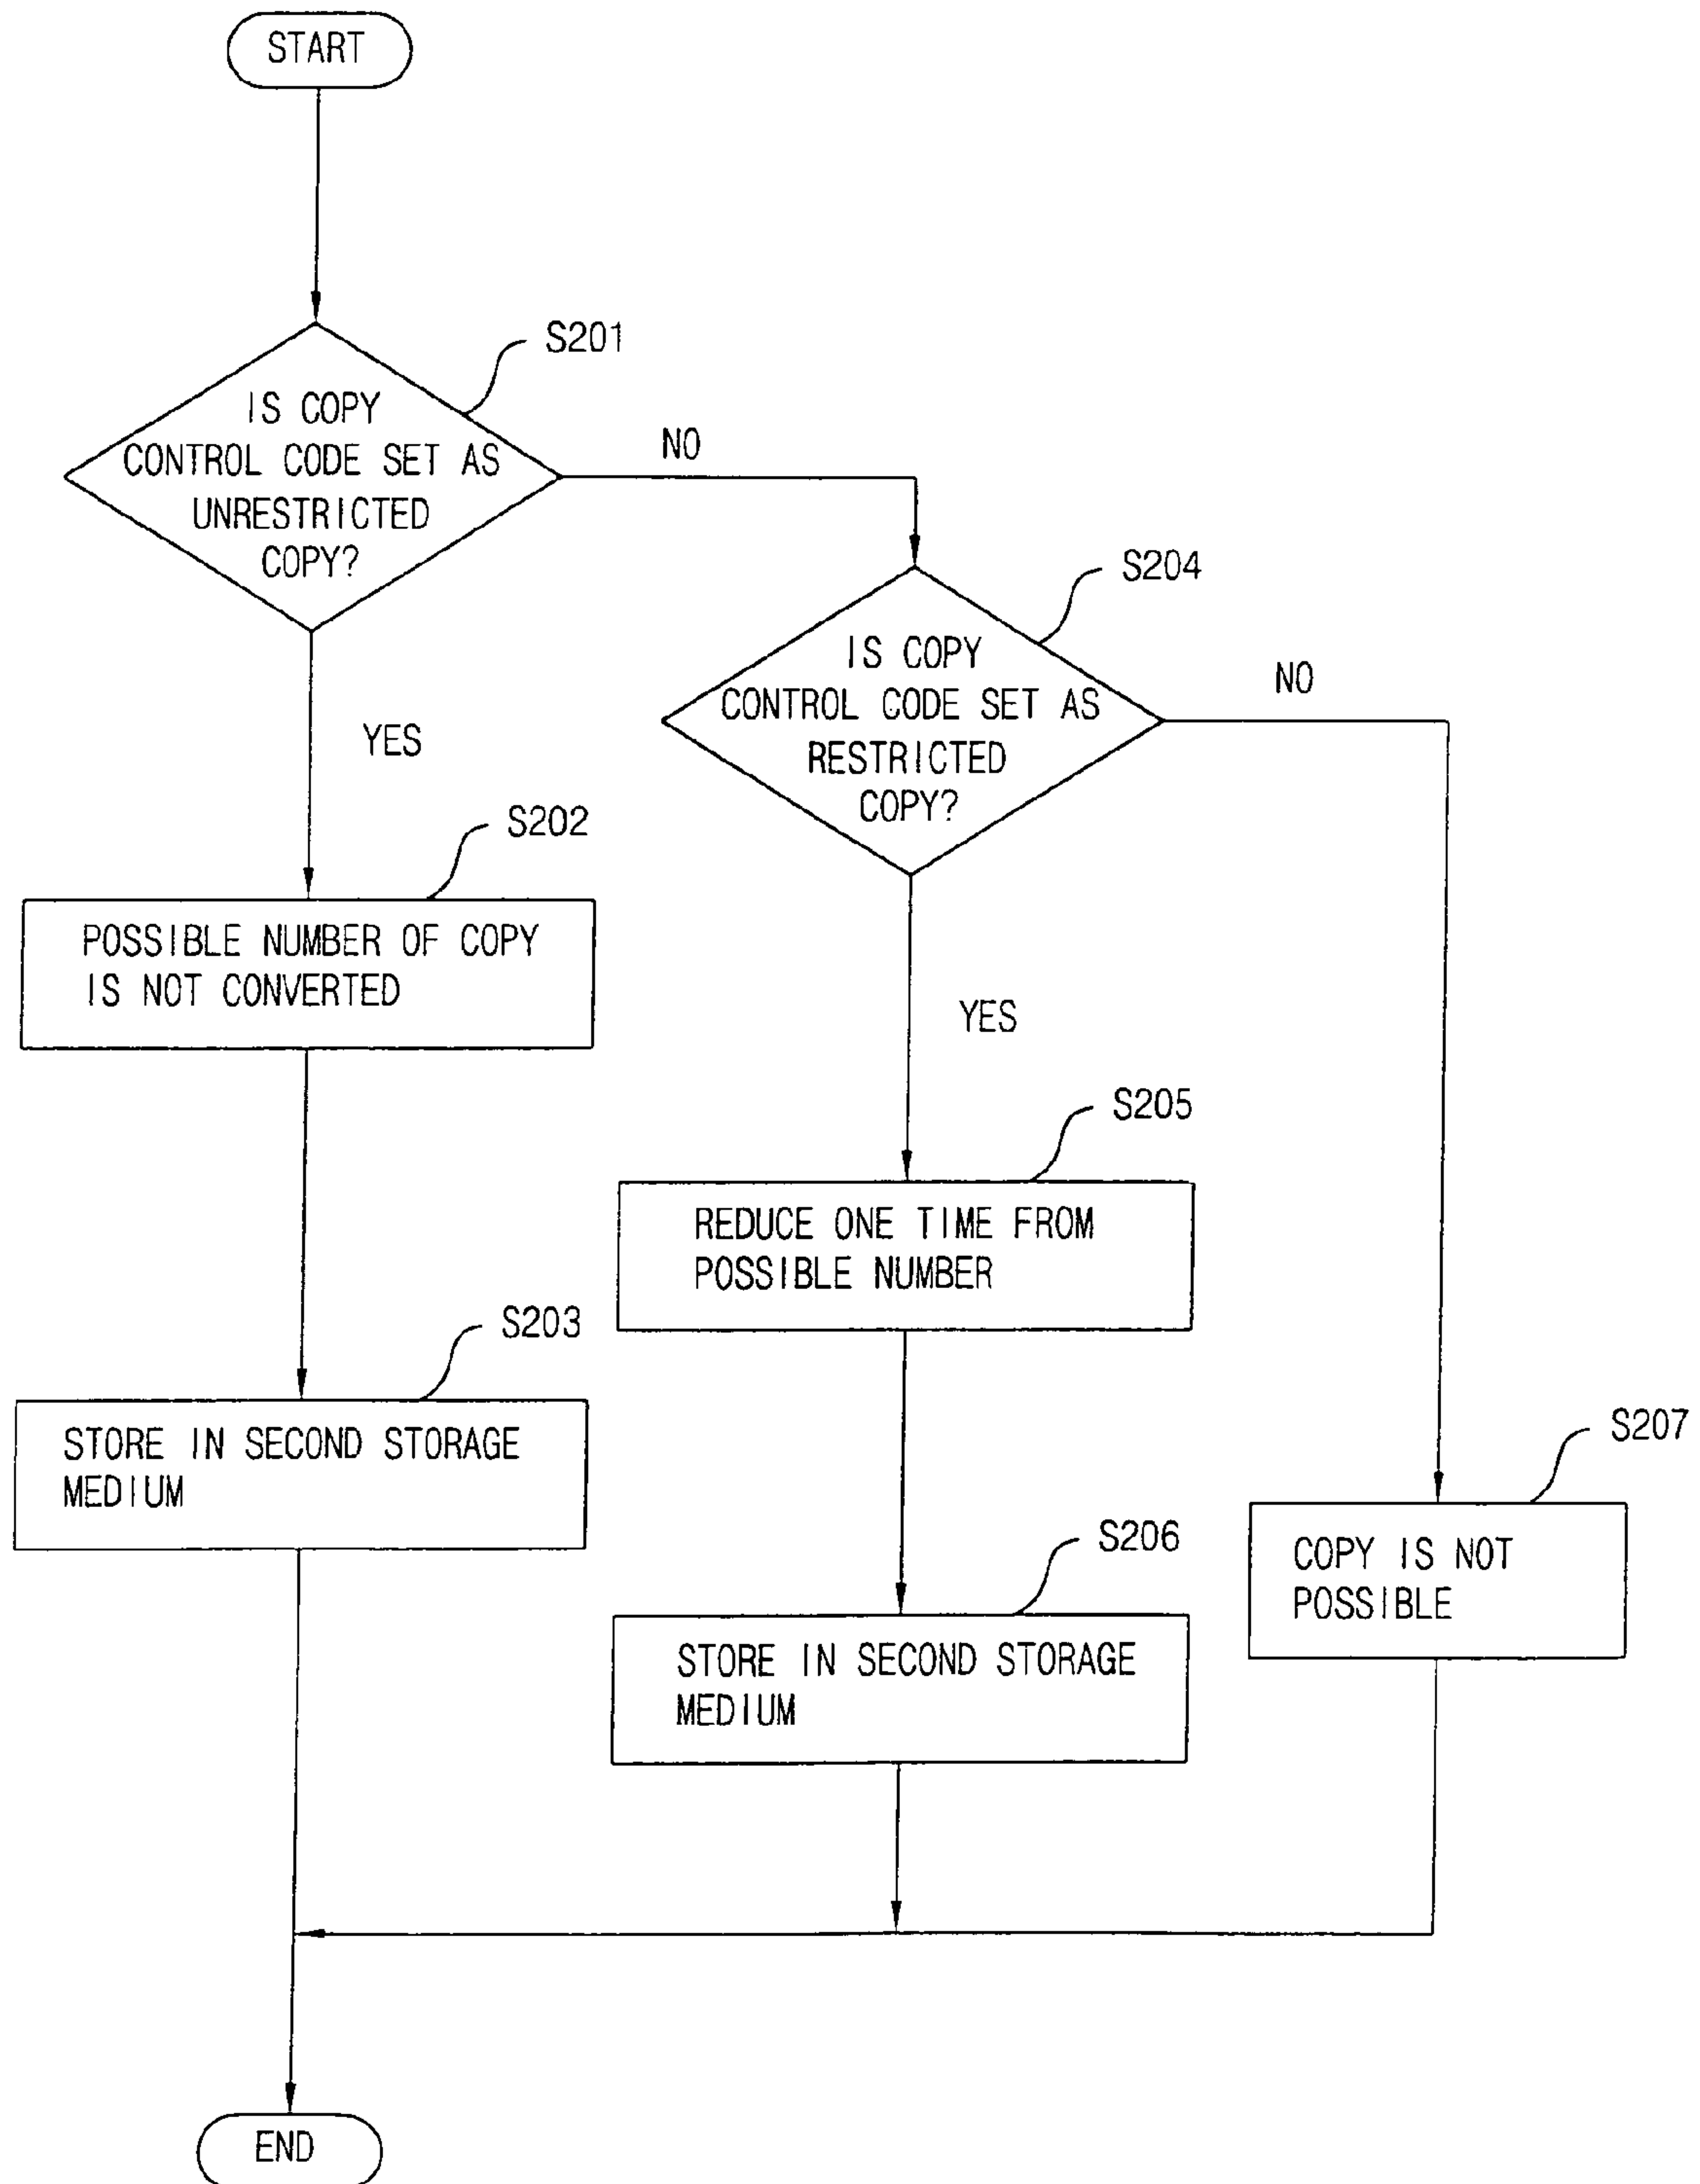 START
S201
IS COPY
CONTROL CODE SET AS
UNRESTRICTED
COPY?
NO
YES
S204
IS COPY
CONTROL CODE SET AS
RESTRICTED
COPY?
NO
YES
S202
POSSIBLE NUMBER OF COPY
IS NOT CONVERTED
S205
REDUCE ONE TIME FROM
POSSIBLE NUMBER
S203
STORE IN SECOND STORAGE
MEDIUM
S206
STORE IN SECOND STORAGE
MEDIUM
S207
COPY IS NOT
POSSIBLE
END